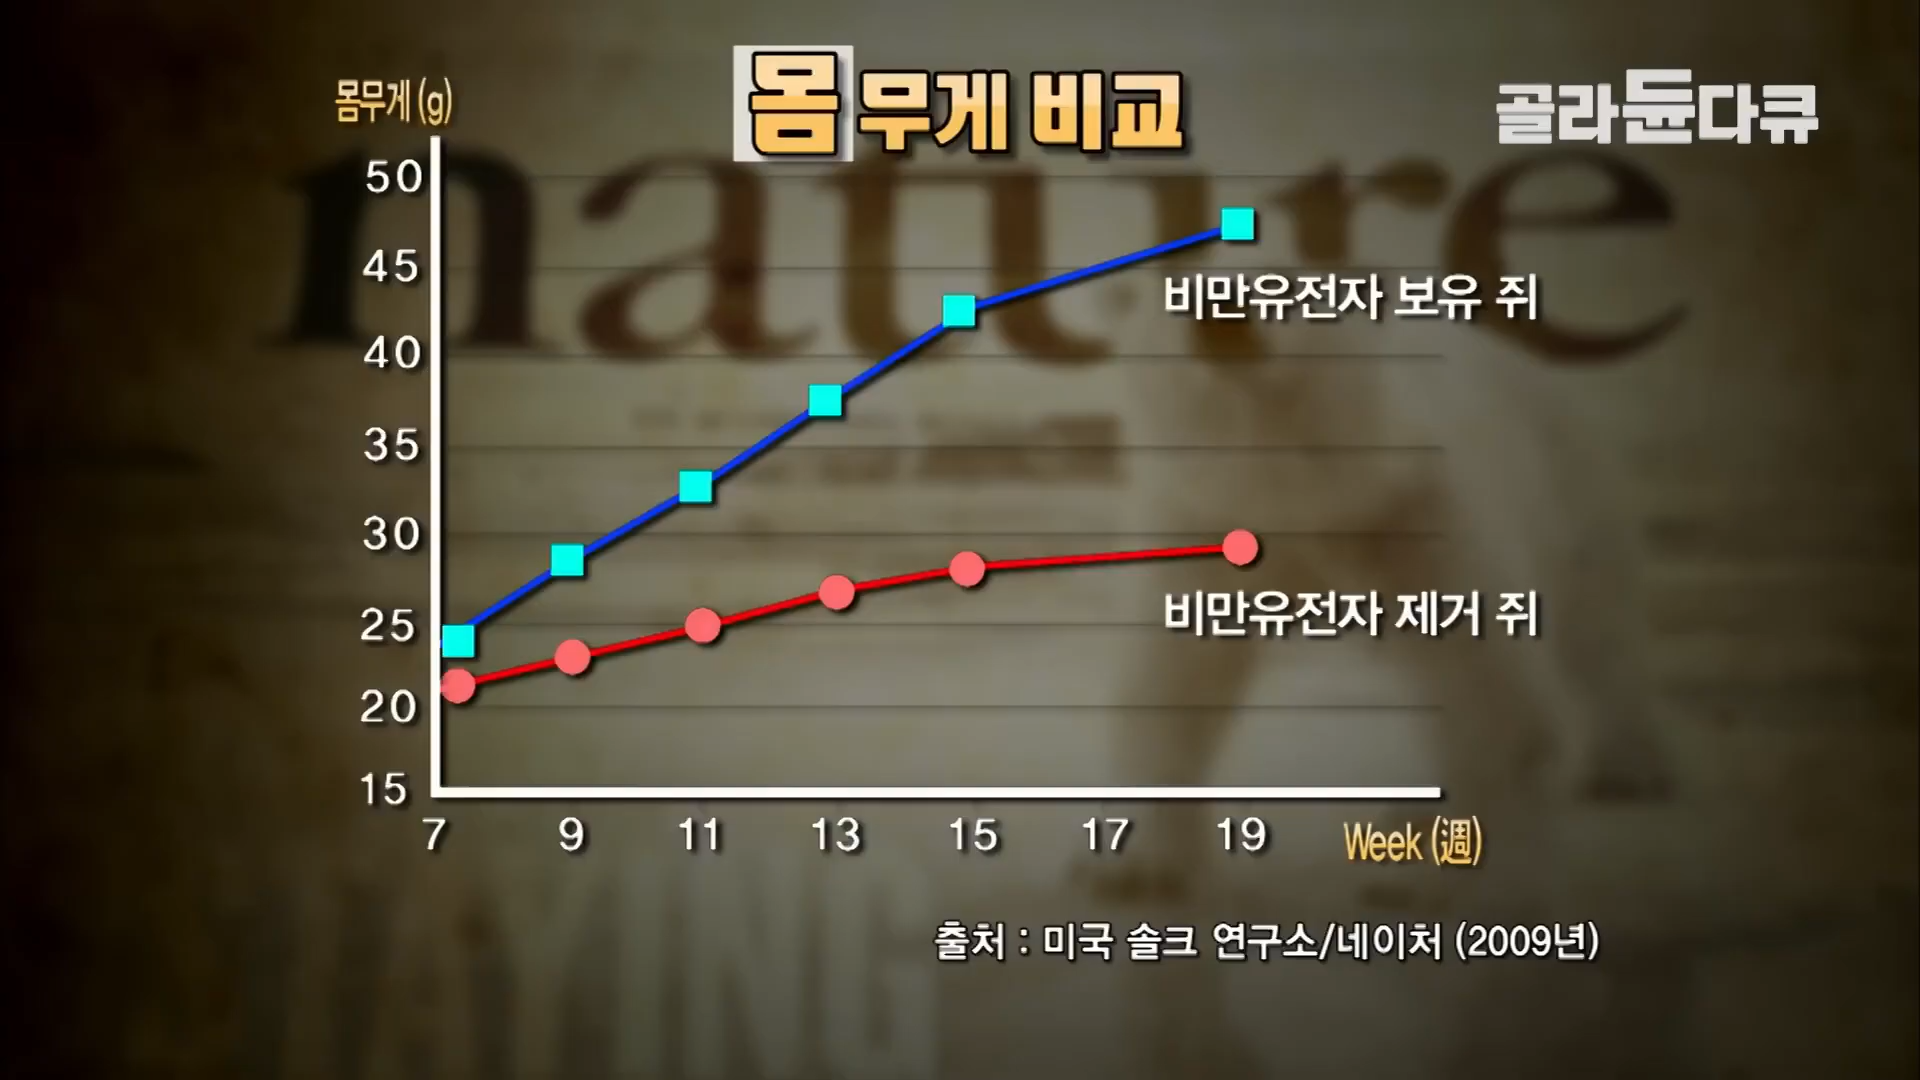 몸무게 비교
골라둔다큐
몸무게 (g)
nature
50
45
40
35
30
25
20
15
비만유전자 보유 쥐
비만유전자 제거 쥐
7 9 11 13 15 17 19 Week (週)
출처 : 미국 솔크 연구소/네이처 (2009년)